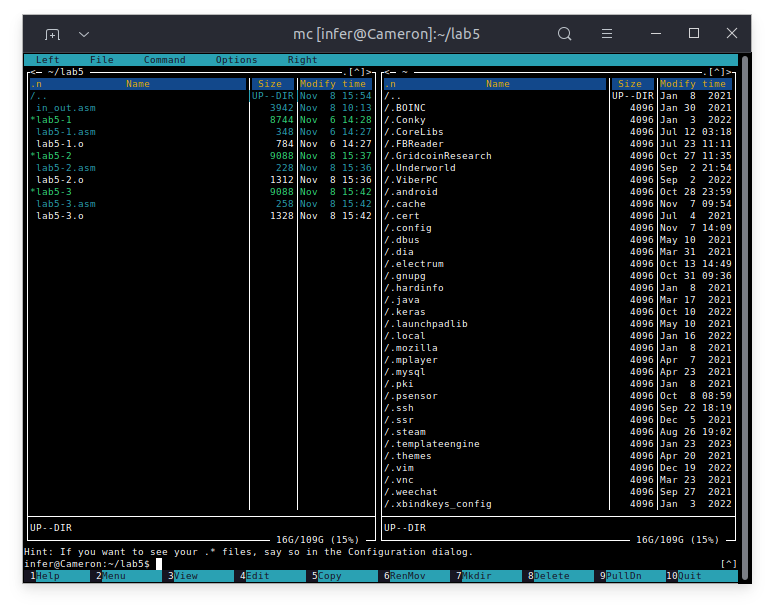 mc [infer@Cameron]:~/lab5
Left File Command Options Right
<─ ~/lab5 .[^]> <─ ~ .[^]>
.n Name Size Modify time .n Name Size Modify time
/.. UP--DIR Nov 8 15:54 /.. UP--DIR Jan 8 2021
in_out.asm 3942 Nov 8 10:13 /.BOINC 4096 Jan 30 2021
*lab5-1 8744 Nov 6 14:28 /.Conky 4096 Jan 3 2022
lab5-1.asm 348 Nov 6 14:27 /.CoreLibs 4096 Jul 12 03:18
lab5-1.o 784 Nov 6 14:27 /.FBReader 4096 Jul 23 11:11
*lab5-2 9088 Nov 8 15:37 /.GridcoinResearch 4096 Oct 27 11:35
lab5-2.asm 228 Nov 8 15:36 /.Underworld 4096 Sep 2 21:54
lab5-2.o 1312 Nov 8 15:36 /.ViberPC 4096 Sep 2 2022
*lab5-3 9088 Nov 8 15:42 /.android 4096 Oct 28 23:59
lab5-3.asm 258 Nov 8 15:42 /.cache 4096 Nov 7 09:54
lab5-3.o 1328 Nov 8 15:42 /.cert 4096 Jul 4 2021
/.config 4096 Nov 7 14:09
/.dbus 4096 May 10 2021
/.dia 4096 Mar 31 2021
/.electrum 4096 Oct 13 14:49
/.gnupg 4096 Oct 31 09:36
/.hardinfo 4096 Jan 8 2021
/.java 4096 Mar 17 2021
/.keras 4096 Oct 10 2022
/.launchpadlib 4096 May 10 2021
/.local 4096 Jan 16 2022
/.mozilla 4096 Jan 8 2021
/.mplayer 4096 Apr 7 2021
/.mysql 4096 Apr 23 2021
/.pki 4096 Jan 8 2021
/.psensor 4096 Oct 8 08:59
/.ssh 4096 Sep 22 18:19
/.ssr 4096 Dec 5 2021
/.steam 4096 Aug 26 19:02
/.templateengine 4096 Jan 23 2023
/.themes 4096 Apr 20 2021
/.vim 4096 Dec 19 2022
/.vnc 4096 Mar 23 2021
/.weechat 4096 Sep 27 2021
/.xbindkeys_config 4096 Jan 3 2022
UP--DIR UP--DIR
16G/109G (15%) 16G/109G (15%)
Hint: If you want to see your .* files, say so in the Configuration dialog.
infer@Cameron:~/lab5$ [^]
1Help 2Menu 3View 4Edit 5Copy 6RenMov 7Mkdir 8Delete 9PullDn 10Quit